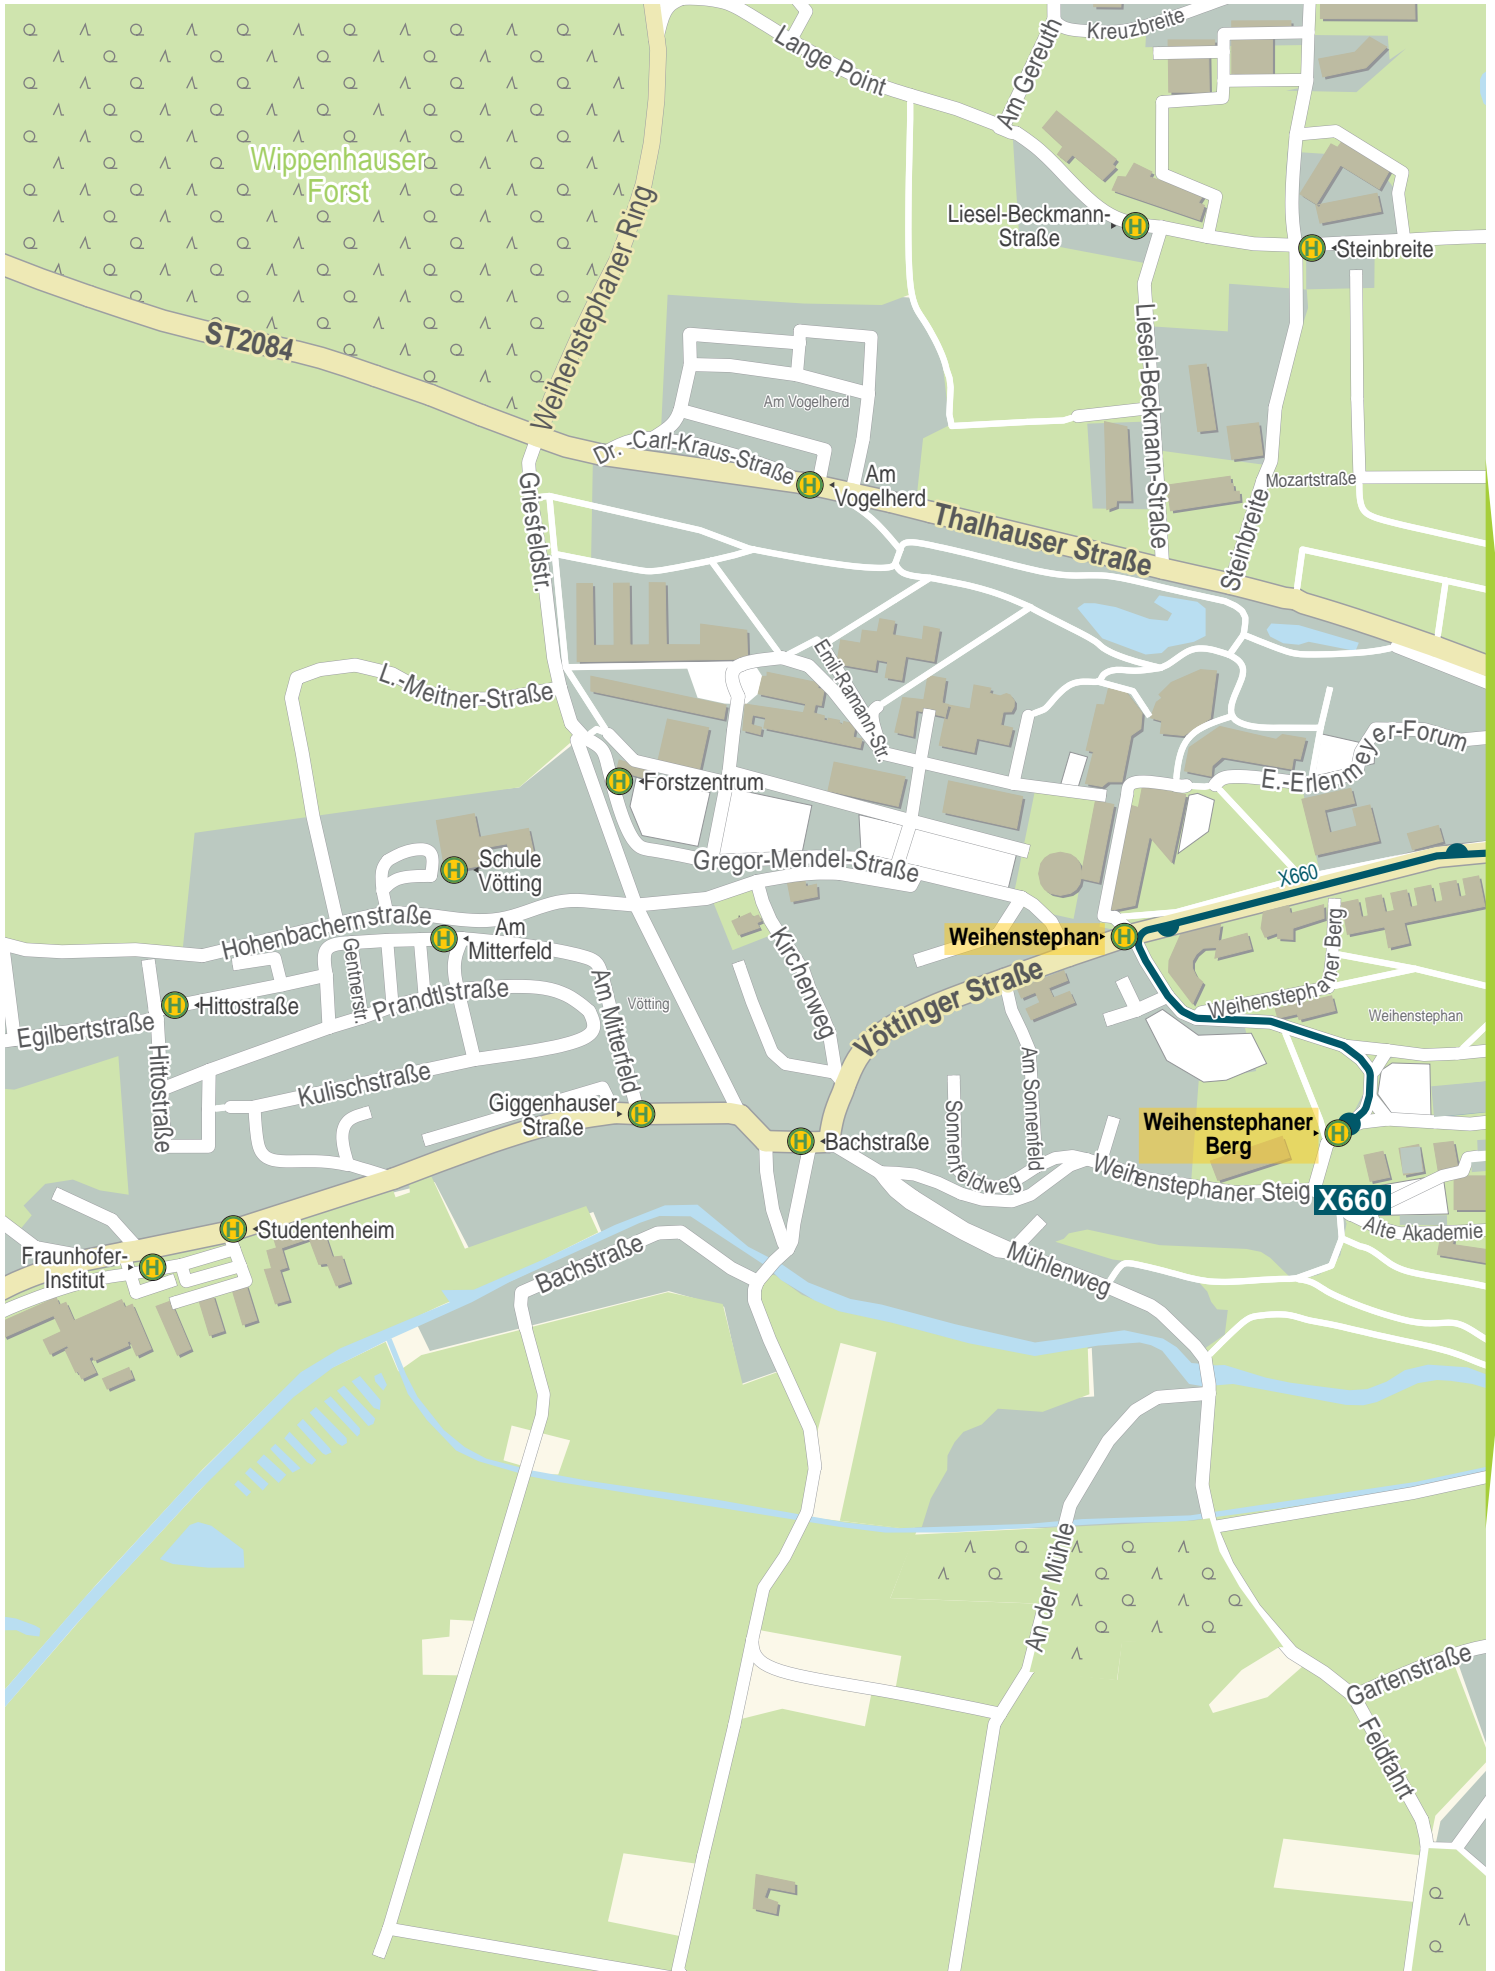 Kreuzbreite
Lange Point
Am Gereuth
Wippenhauser
Forst
Liesel-Beckmann-
Straße
H
H
Steinbreite
Weihenstephaner Ring
ST2084
Liesel-Beckmann-Straße
Am Vogelherd
Dr. -Carl-Kraus-Straße
H
Am
Vogelherd
Mozartstraße
Griesfeldstr.
Thalhauser Straße
Steinbreite
L.-Meitner-Straße
Emil-Ramann-Str.
E.-Erlenmeyer-Forum
H
Forstzentrum
H
Schule
Vötting
Gregor-Mendel-Straße
X660
Hohenbachernstraße
H
Am
Mitterfeld
Gentnerstr.
Kirchenweg
Weihenstephan
H
Weihenstephaner Berg
H
Hittostraße
Prandtlstraße
Am Mitterfeld
Vötting
Vöttinger Straße
Weihenstephan
Egilbertstraße
Hittostraße
Kulischstraße
Giggenhauser
Straße
H
H
Bachstraße
Sonnenfeldweg
Am Sonnenfeld
Weihenstephaner
Berg
H
Weihenstephaner Steig
X660
Alte Akademie
H
Studentenheim
Fraunhofer-
Institut
H
Bachstraße
Mühlenweg
An der Mühle
Gartenstraße
Feldfahrt